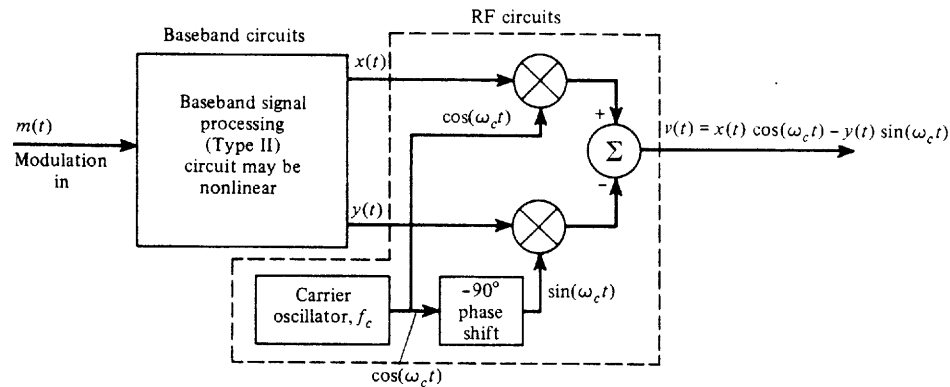 RF circuits
Baseband circuits
x(t)
Baseband signal
processing
(Type II)
circuit may be
nonlinear
m(t)
Modulation
in
cos(ω_c t)
+
Σ
−
v(t) = x(t) cos(ω_c t) − y(t) sin(ω_c t)
y(t)
sin(ω_c t)
Carrier
oscillator, f_c
−90°
phase
shift
cos(ω_c t)